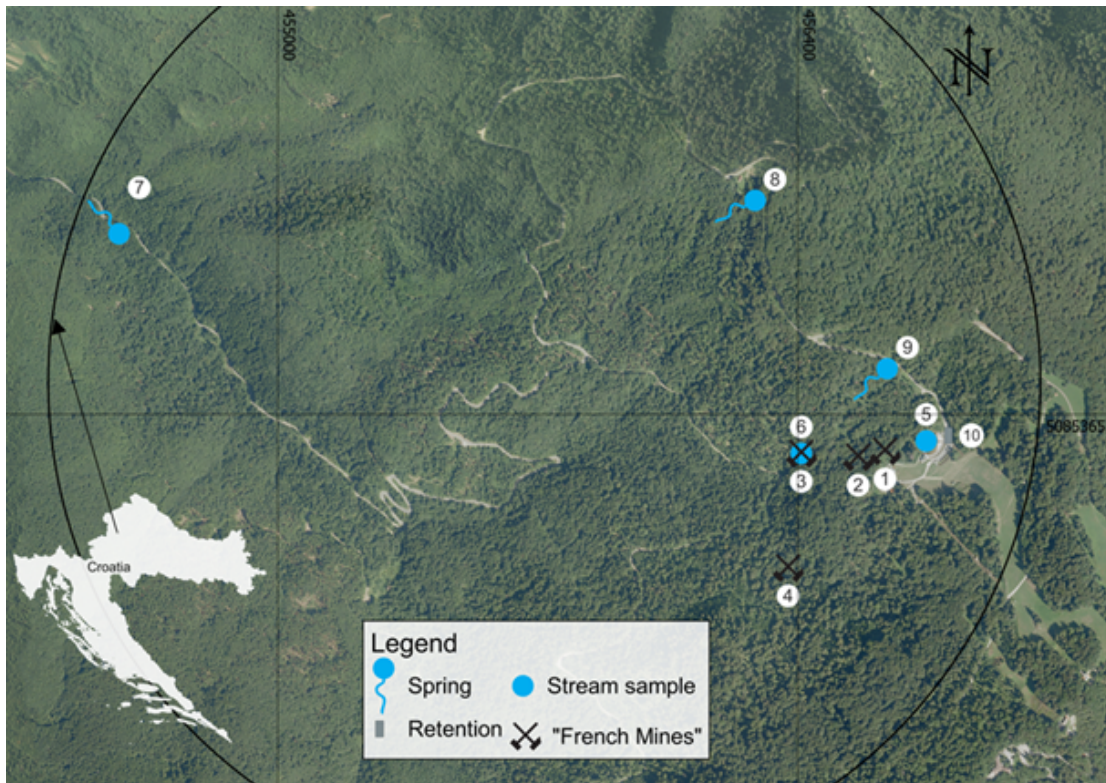 455000
456400
N
7
8
9
5
5085365
6
10
3
2
1
4
Croatia
Legend
Spring
Stream sample
Retention
"French Mines"